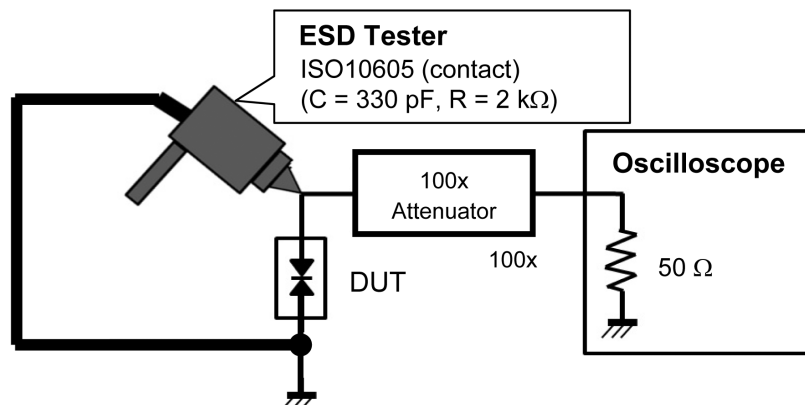 ESD Tester
ISO10605 (contact)
(C = 330 pF, R = 2 kΩ)
Oscilloscope
100x
Attenuator
100x
50 Ω
DUT